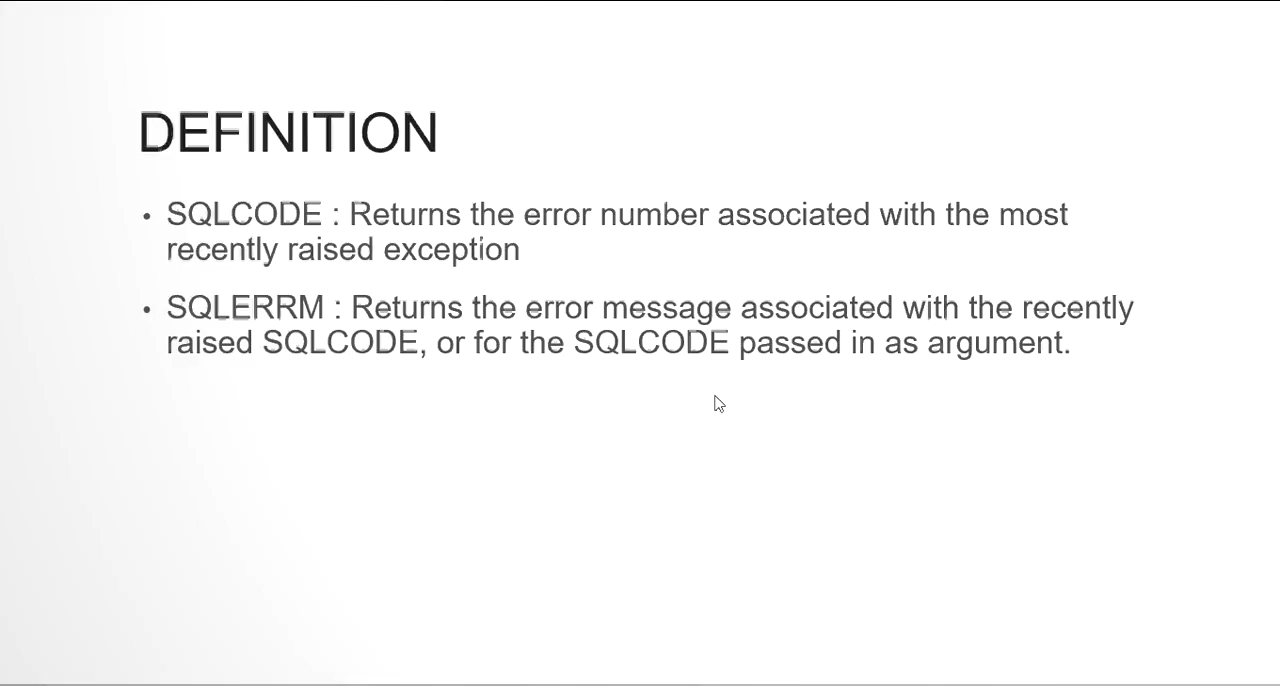 DEFINITION
• SQLCODE : Returns the error number associated with the most
recently raised exception
• SQLERRM : Returns the error message associated with the recently
raised SQLCODE, or for the SQLCODE passed in as argument.